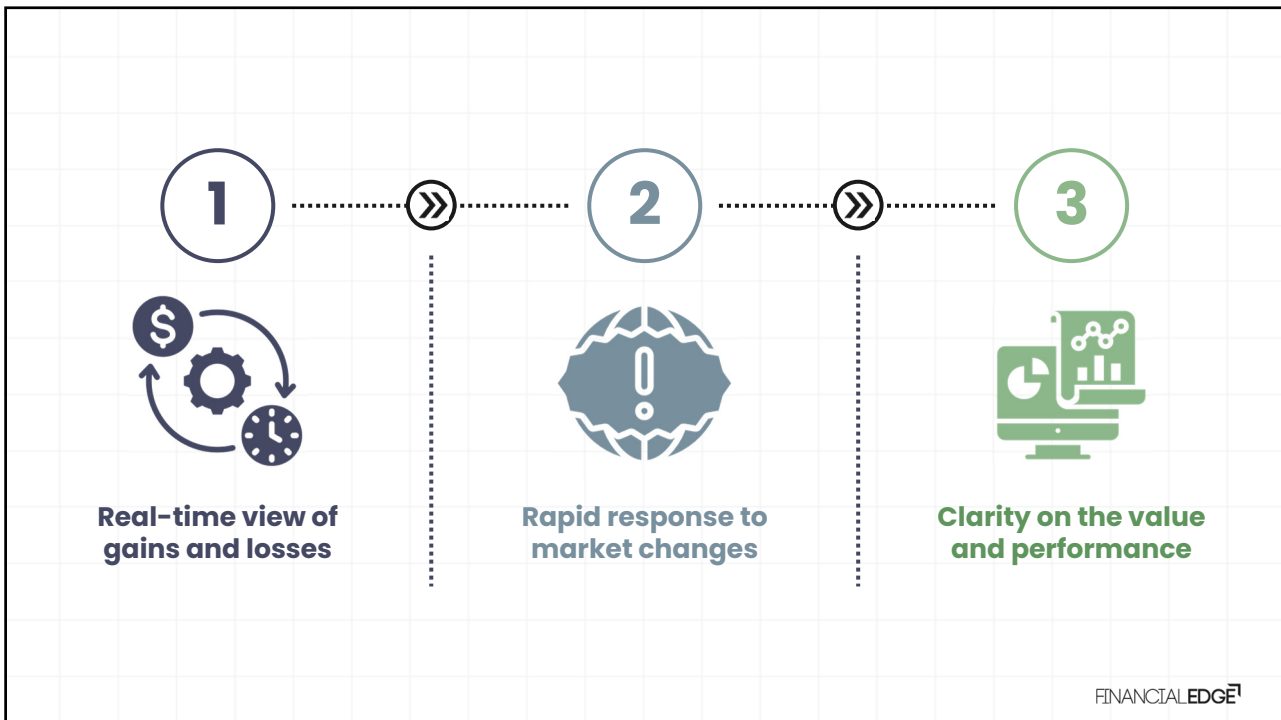 1
2
3
$
!
Real-time view of
gains and losses
Rapid response to
market changes
Clarity on the value
and performance
FINANCIALEDGE